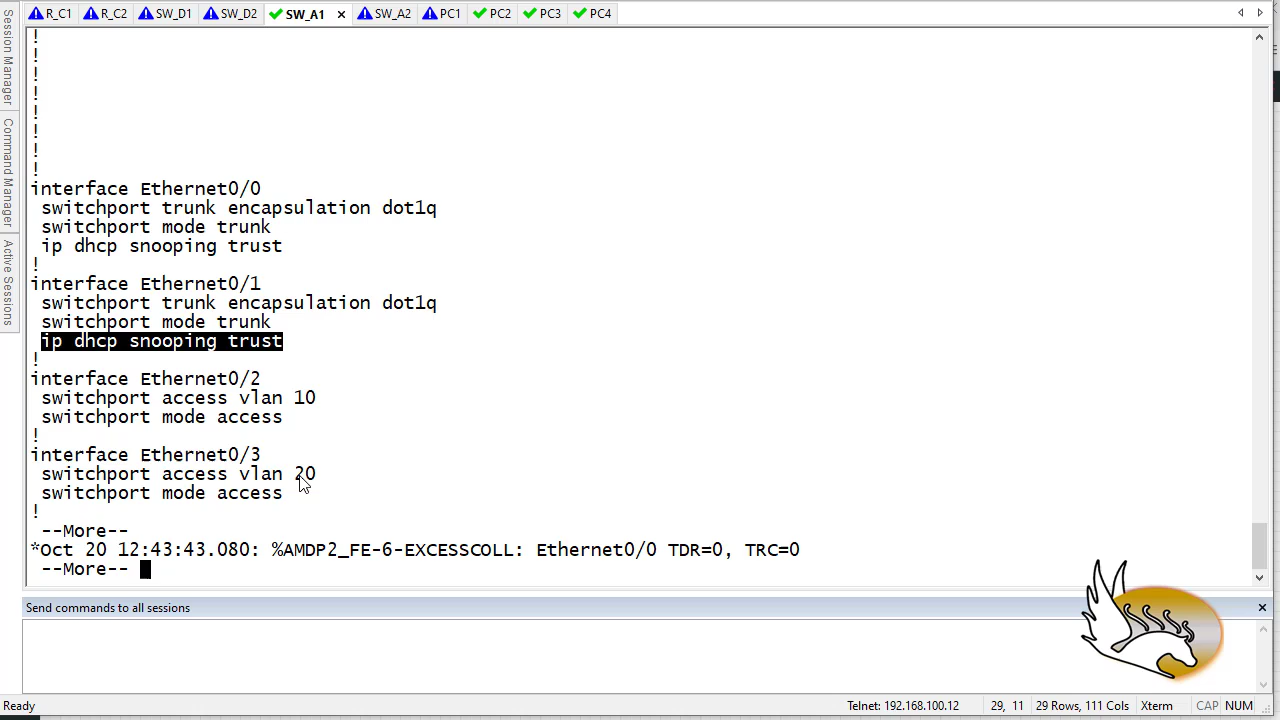 R_C1 R_C2 SW_D1 SW_D2 SW_A1 × SW_A2 PC1 PC2 PC3 PC4
Session Manager
Command Manager
Active Sessions
!
!
!
!
!
!
!
!
interface Ethernet0/0
switchport trunk encapsulation dot1q
switchport mode trunk
ip dhcp snooping trust
!
interface Ethernet0/1
switchport trunk encapsulation dot1q
switchport mode trunk
ip dhcp snooping trust
!
interface Ethernet0/2
switchport access vlan 10
switchport mode access
!
interface Ethernet0/3
switchport access vlan 20
switchport mode access
!
--More--
*Oct 20 12:43:43.080: %AMDP2_FE-6-EXCESSCOLL: Ethernet0/0 TDR=0, TRC=0
--More--
Send commands to all sessions
Ready Telnet: 192.168.100.12 29, 11 29 Rows, 111 Cols Xterm CAP NUM